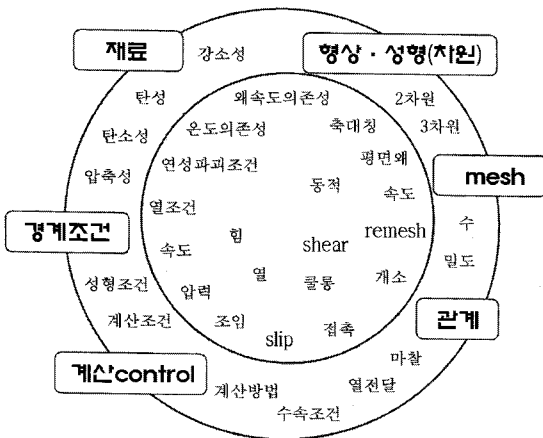 재료
강소성
형상 · 성형(차원)
탄성
왜속도의존성
2차원
탄소성
온도의존성
축대칭
3차원
압축성
연성파괴조건
평면왜
mesh
동적
속도
열조건
경계조건
힘
shear
remesh
수
속도
밀도
성형조건
압력
열
쿨롱
개소
계산조건
조임
slip
접촉
관계
계산control
마찰
계산방법
열전달
수속조건